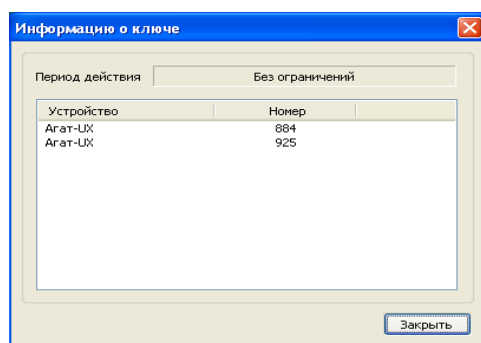 Информацию о ключе
Период действия Без ограничений
Устройство Номер
Агат-UX 884
Агат-UX 925
Закрыть